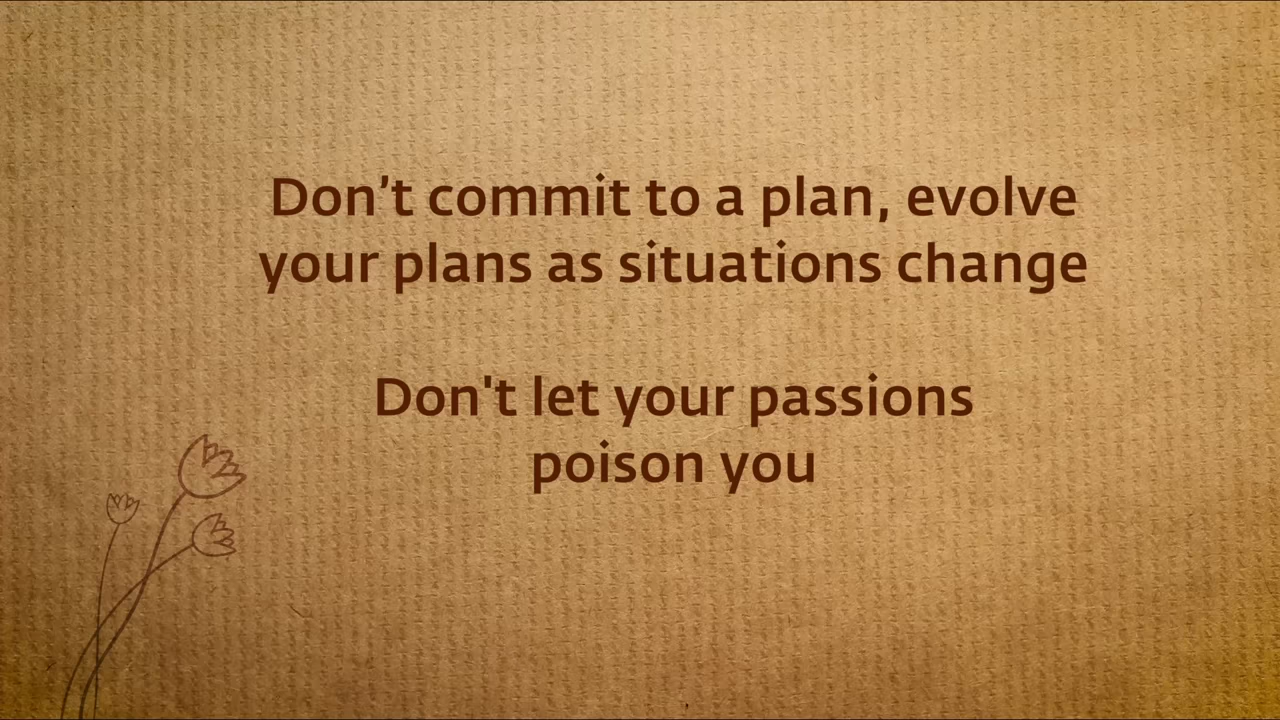 Don’t commit to a plan, evolve
your plans as situations change
Don't let your passions
poison you